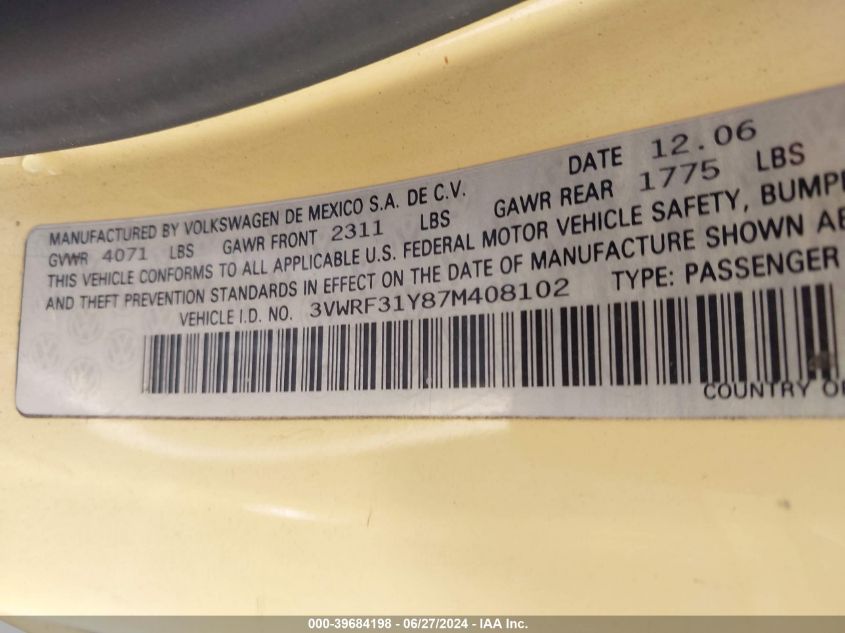 MANUFACTURED BY VOLKSWAGEN DE MEXICO S.A. DE C.V. DATE 12.06
GVWR 4071 LBS GAWR FRONT 2311 LBS GAWR REAR 1775 LBS
THIS VEHICLE CONFORMS TO ALL APPLICABLE U.S. FEDERAL MOTOR VEHICLE SAFETY, BUMPE
AND THEFT PREVENTION STANDARDS IN EFFECT ON THE DATE OF MANUFACTURE SHOWN AB
VEHICLE I.D. NO. 3VWRF31Y87M408102 TYPE: PASSENGER
COUNTRY O
000-39684198 - 06/27/2024 - IAA Inc.